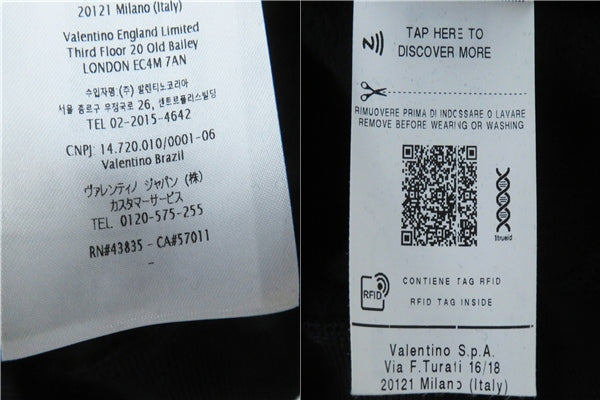 20121 Milano (Italy)
Valentino England Limited
Third Floor 20 Old Bailey
LONDON EC4M 7AN
수입자명:(주) 발렌티노코리아
서울 종로구 우정국로 26, 센트로폴리스빌딩
TEL 02-2015-4642
CNPJ: 14.720.010/0001-06
Valentino Brazil
ヴァレンティノ ジャパン (株)
カスタマーサービス
TEL. 0120-575-255
RN#43835 - CA#57011
-
TAP HERE TO
DISCOVER MORE
RIMUOVERE PRIMA DI INDOSSARE O LAVARE
REMOVE BEFORE WEARING OR WASHING
titrueid
RFID
CONTIENE TAG RFID
RFID TAG INSIDE
Valentino S.p.A.
Via F.Turati 16/18
20121 Milano (Italy)